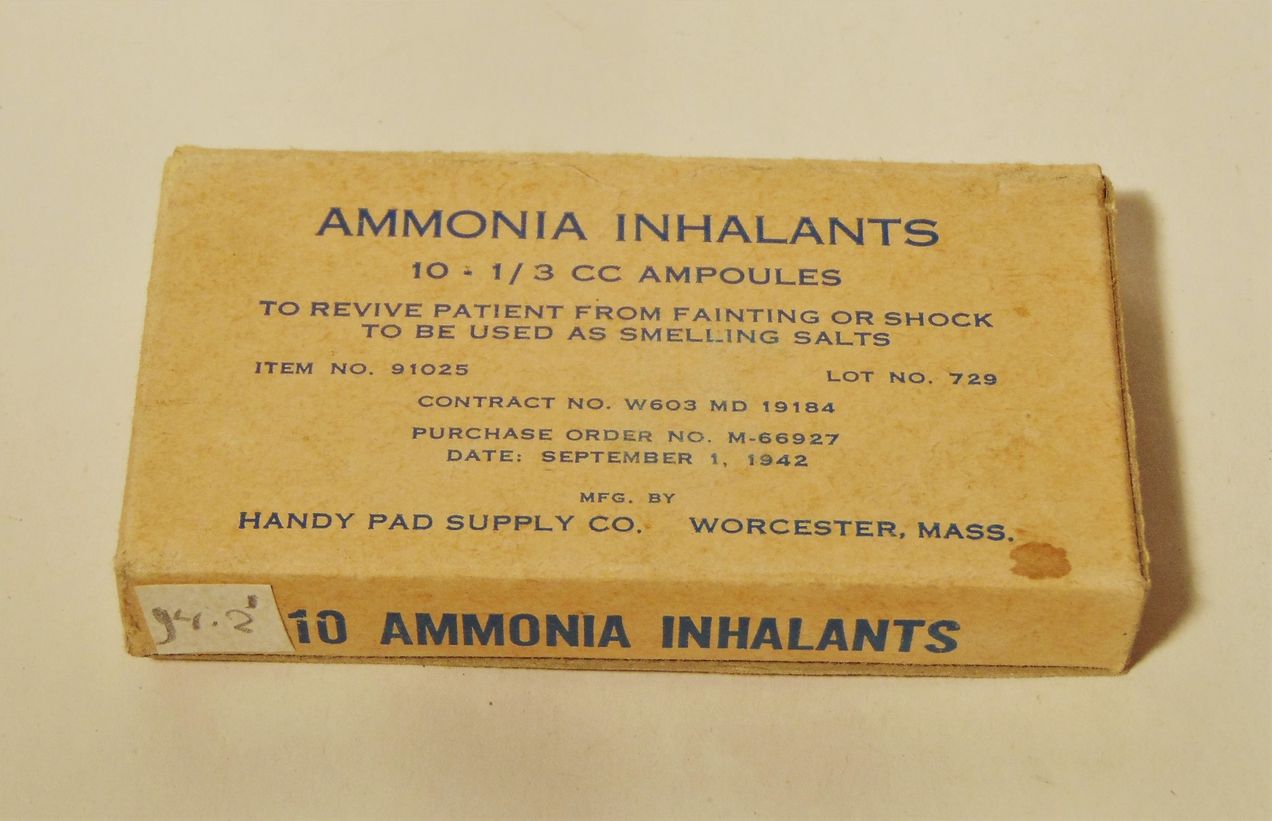 AMMONIA INHALANTS
10 - 1/3 CC AMPOULES
TO REVIVE PATIENT FROM FAINTING OR SHOCK
TO BE USED AS SMELLING SALTS
ITEM NO. 91025 LOT NO. 729
CONTRACT NO. W603 MD 19184
PURCHASE ORDER NO. M-66927
DATE: SEPTEMBER 1, 1942
MFG. BY
HANDY PAD SUPPLY CO. WORCESTER, MASS.
10 AMMONIA INHALANTS